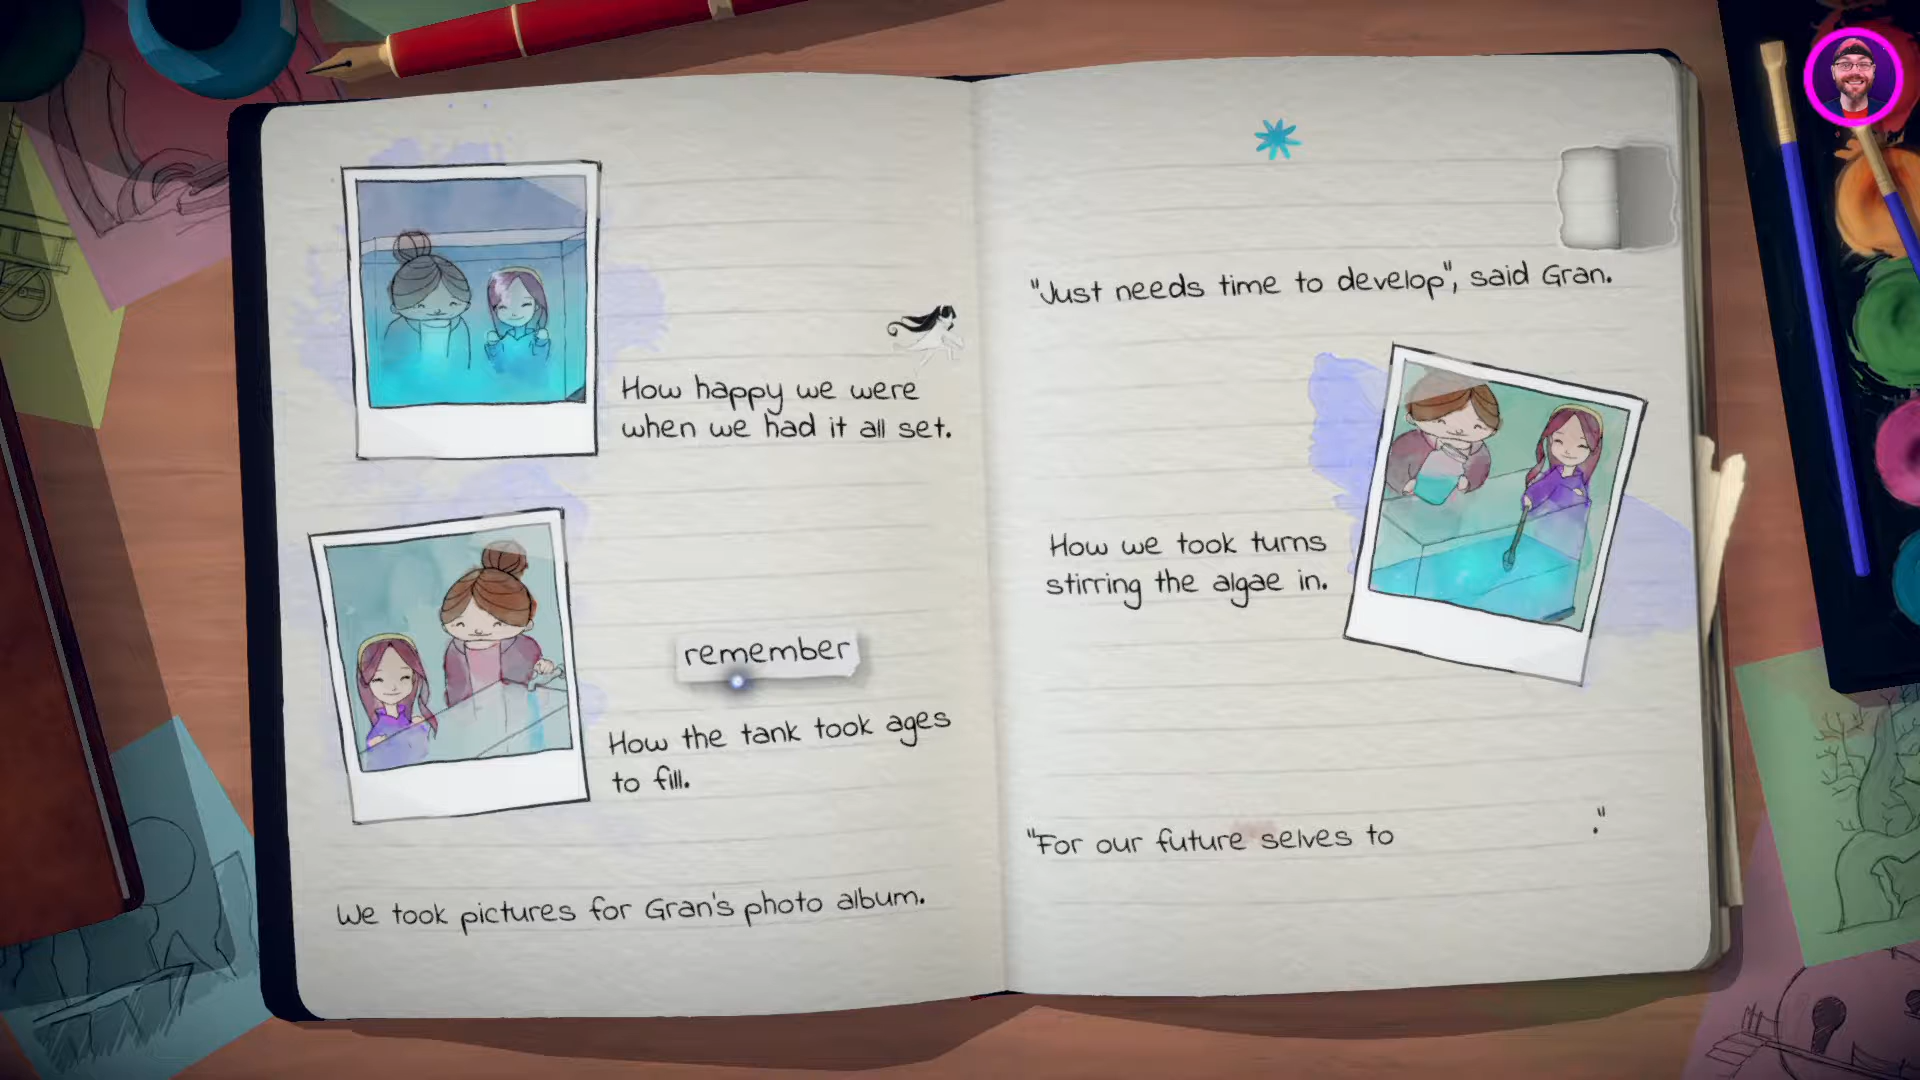 How happy we were
when we had it all set.
remember
How the tank took ages
to fill.
We took pictures for Gran's photo album.
"Just needs time to develop", said Gran.
How we took turns
stirring the algae in.
"For our future selves to ."